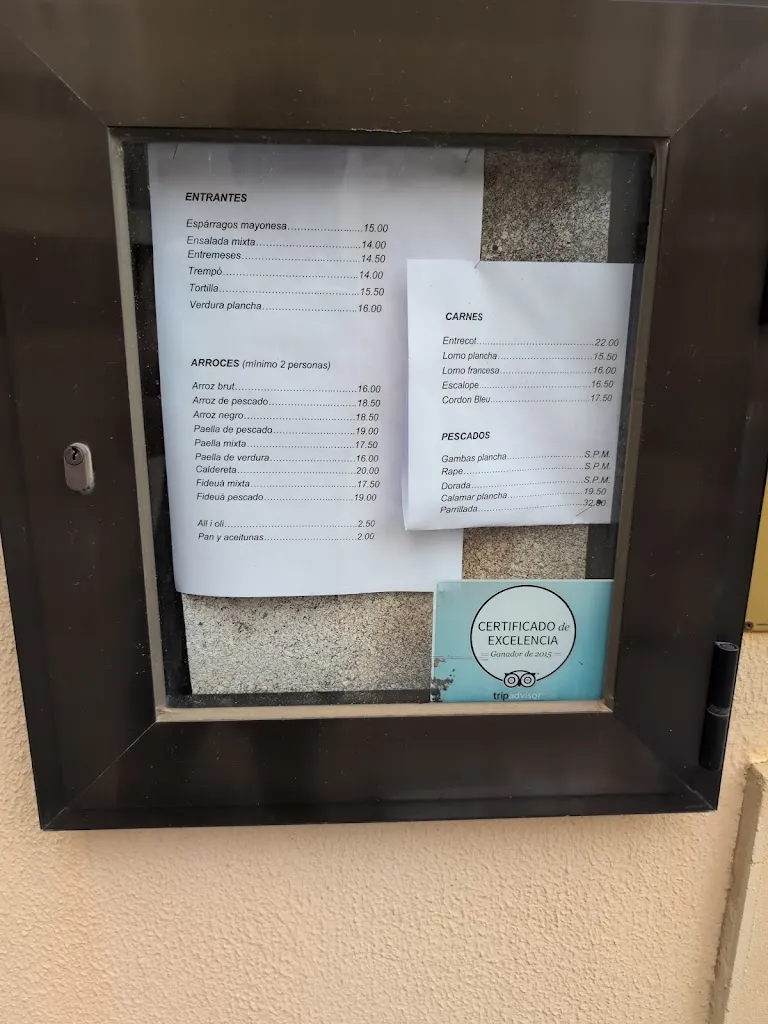 ENTRANTES
Espárragos mayonesa......................15.00
Ensalada mixta..............................14.00
Entremeses...................................14.50
Trempó.........................................14.00
Tortilla...........................................15.50
Verdura plancha............................16.00
ARROCES (mínimo 2 personas)
Arroz brut.......................................16.00
Arroz de pescado...........................18.50
Arroz negro....................................18.50
Paella de pescado..........................19.00
Paella mixta...................................17.50
Paella de verdura...........................16.00
Caldereta.......................................20.00
Fideuá mixta..................................17.50
Fideuá pescado..............................19.00
All i oli............................................2.50
Pan y aceitunas..............................2.00
CARNES
Entrecot........................................22.00
Lomo plancha................................15.50
Lomo francesa...............................16.00
Escalope.......................................16.50
Cordon Bleu..................................17.50
PESCADOS
Gambas plancha...........................S.P.M.
Rape.............................................S.P.M.
Dorada..........................................S.P.M.
Calamar plancha...........................19.50
Parrillada.......................................32.00
CERTIFICADO de
EXCELENCIA
Ganador de 2015
tripadvisor